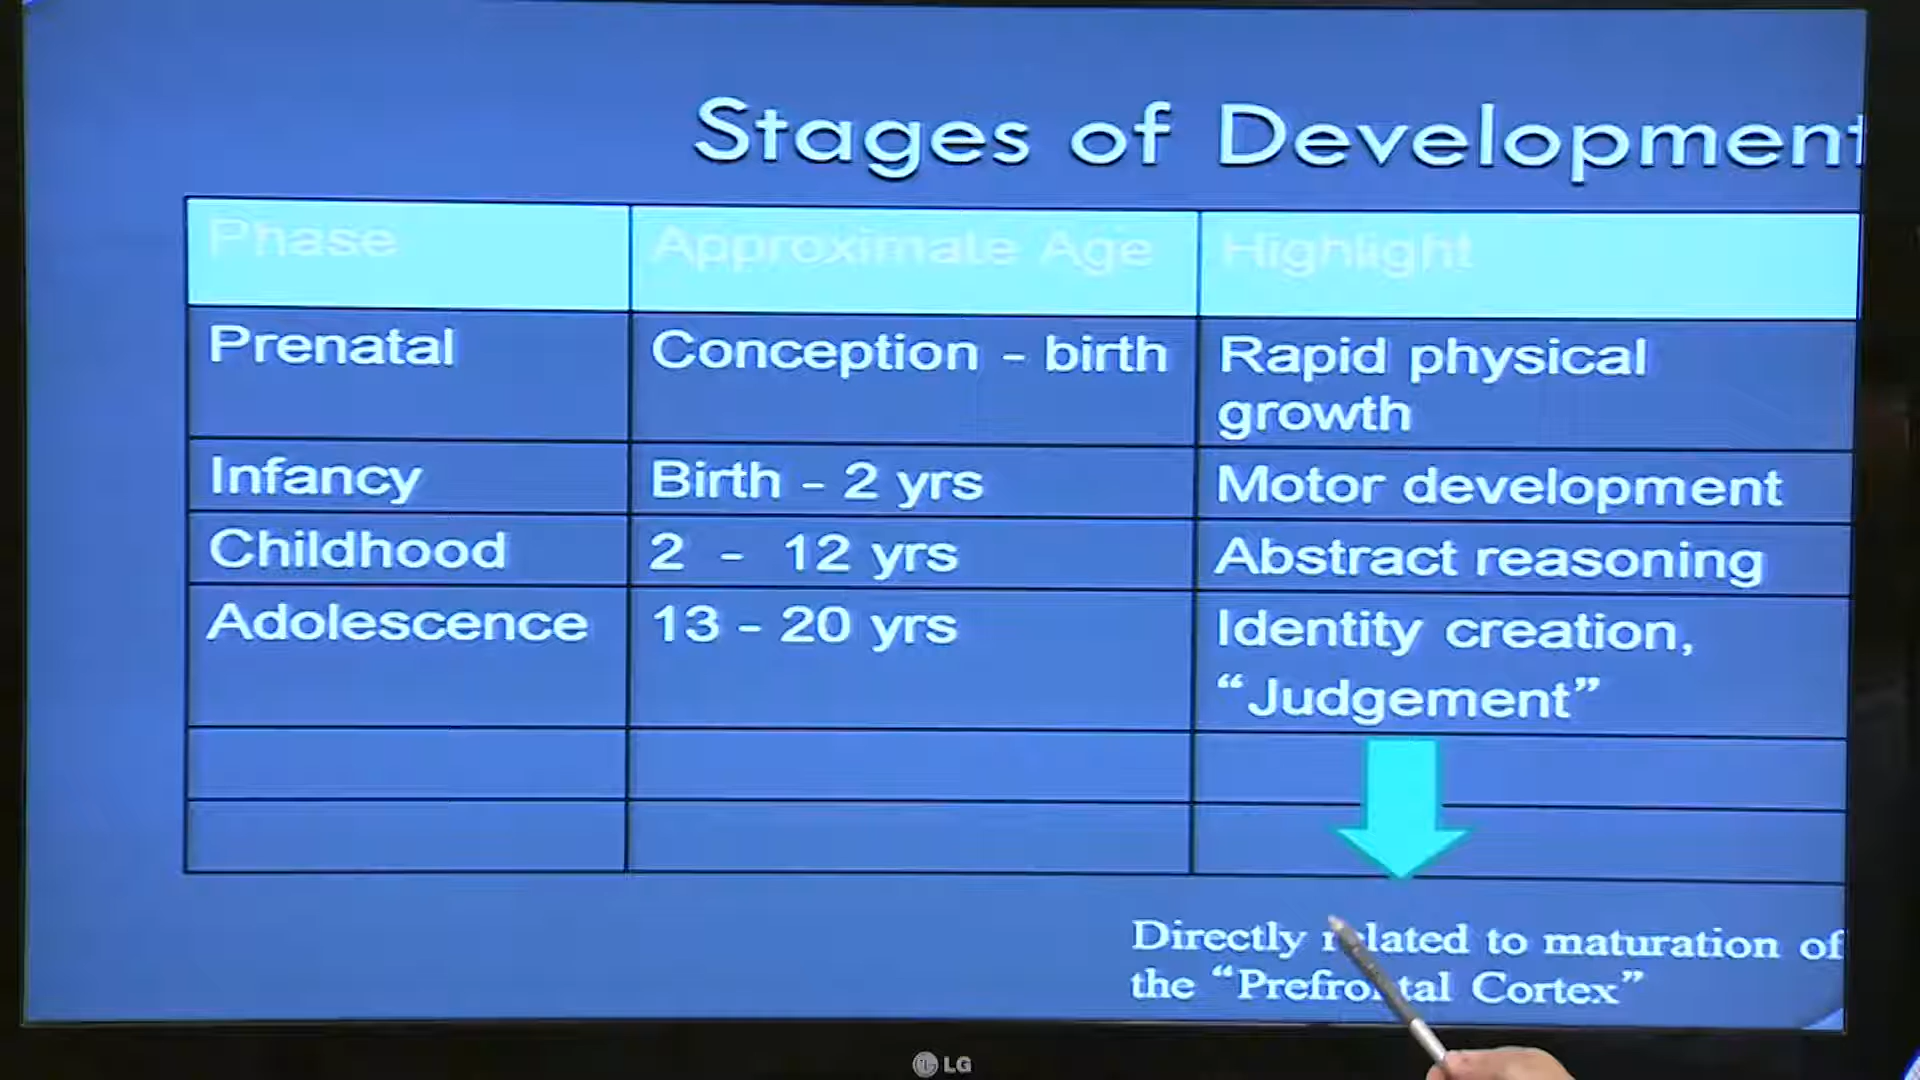 Stages of Development
Phase Approximate Age Highlight
Prenatal Conception - birth Rapid physical
growth
Infancy Birth - 2 yrs Motor development
Childhood 2 - 12 yrs Abstract reasoning
Adolescence 13 - 20 yrs Identity creation,
“Judgement”
Directly related to maturation of
the “Prefrontal Cortex”
LG